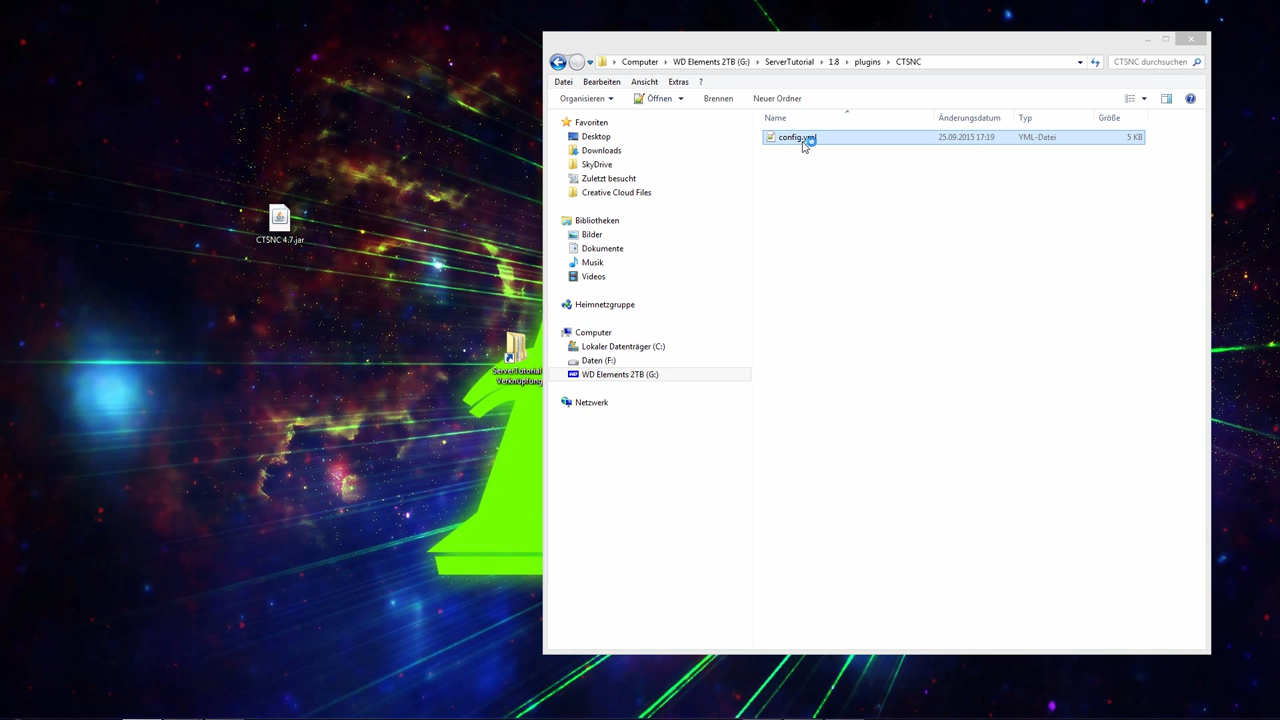 Computer WD Elements 2TB (G:) ServerTutorial 1.8 plugins CTSNC
CTSNC durchsuchen
Datei Bearbeiten Ansicht Extras ?
Organisieren Öffnen Brennen Neuer Ordner
Name Änderungsdatum Typ Größe
config.yml 25.09.2015 17:19 YML-Datei 5 KB
Favoriten
Desktop
Downloads
SkyDrive
Zuletzt besucht
Creative Cloud Files
Bibliotheken
Bilder
Dokumente
Musik
Videos
Heimnetzgruppe
Computer
Lokaler Datenträger (C:)
Daten (F:)
WD Elements 2TB (G:)
Netzwerk
CTSNC 4.7.jar
ServerTutorial
Verknüpfung